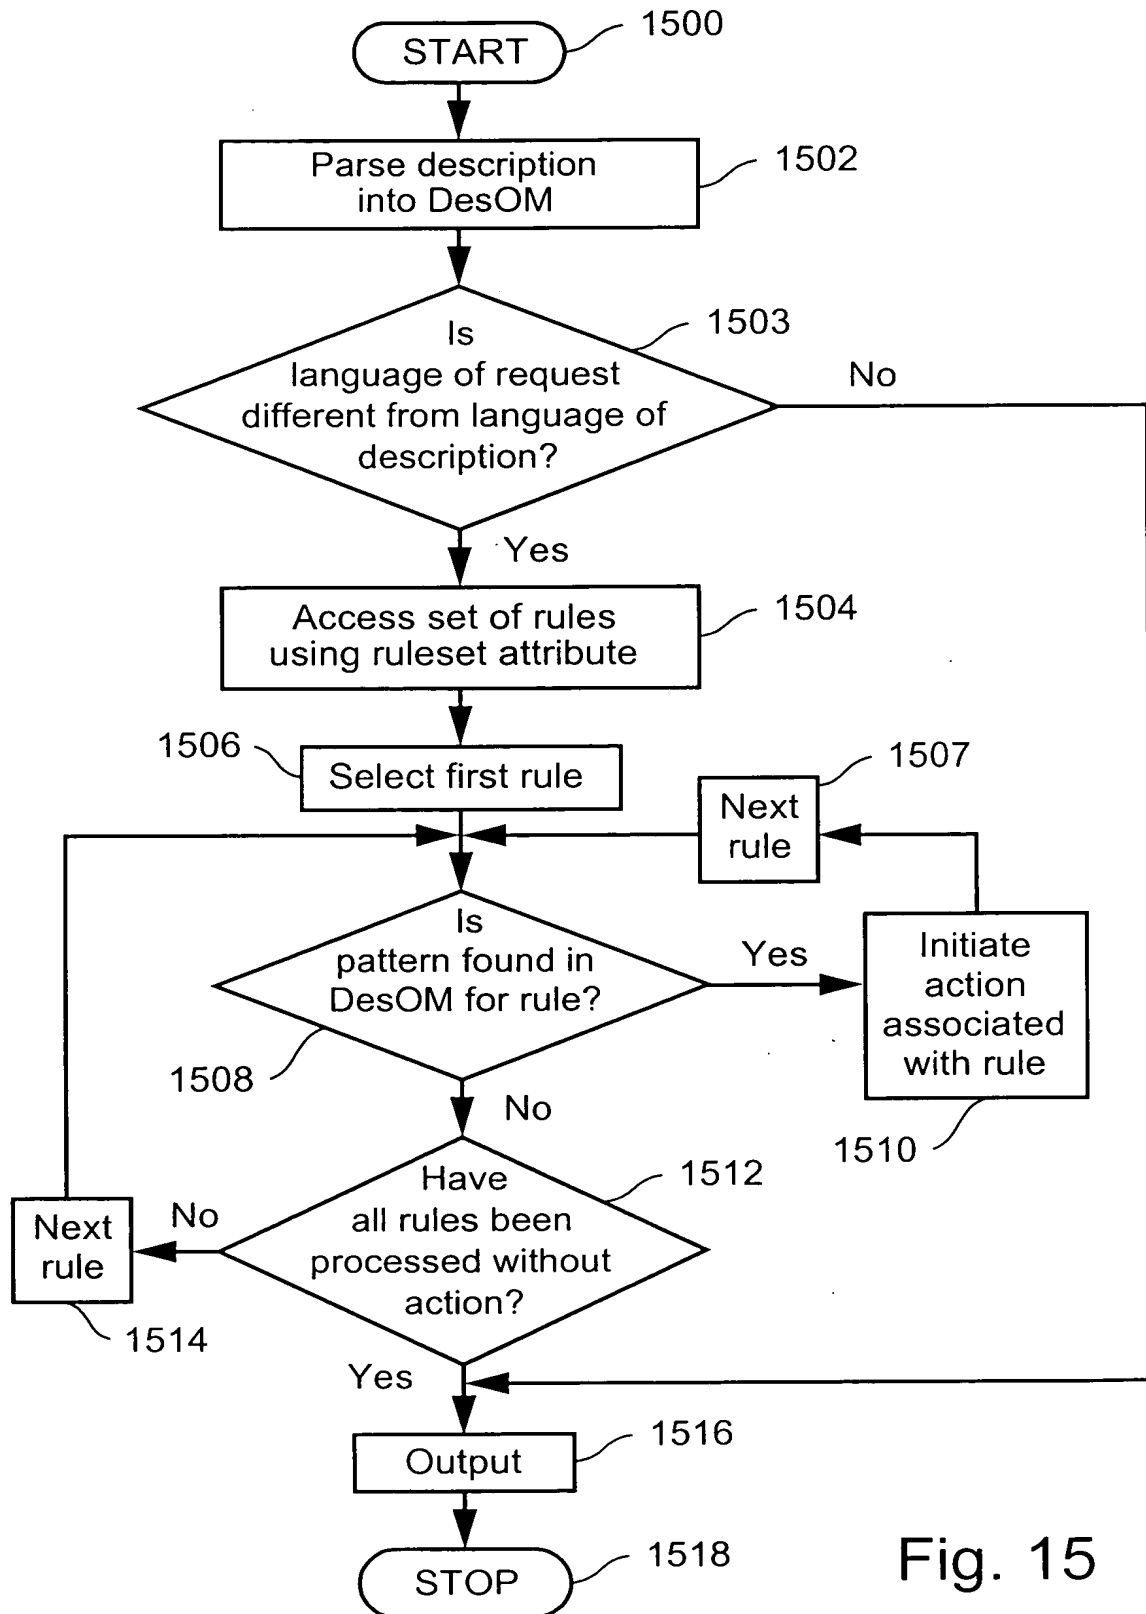 START
1500
Parse description
into DesOM
1502
Is
language of request
different from language of
description?
1503
No
Yes
Access set of rules
using ruleset attribute
1504
1506
Select first rule
1507
Next
rule
Is
pattern found in
DesOM for rule?
Yes
1508
Initiate
action
associated
with rule
1510
No
Have
all rules been
processed without
action?
1512
No
Next
rule
1514
Yes
Output
1516
STOP
1518
Fig. 15